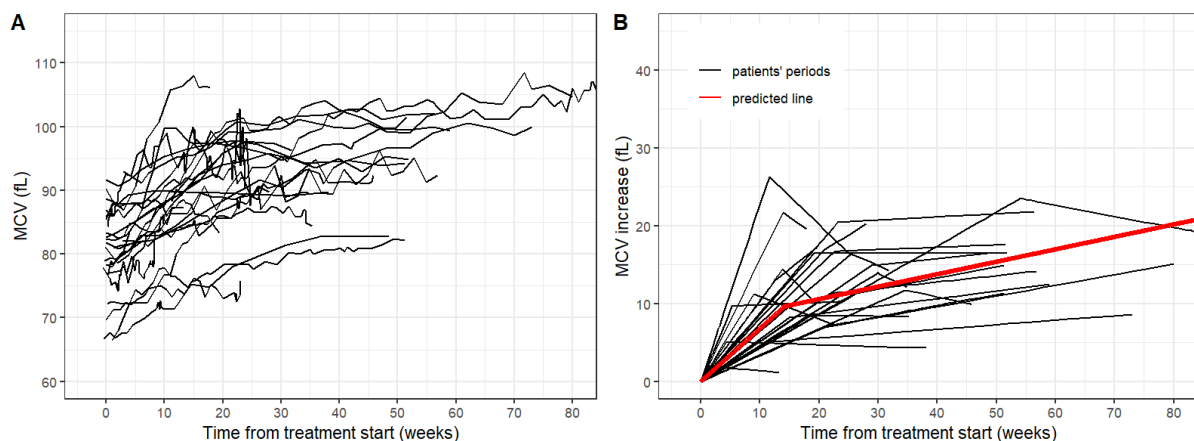 A
MCV (fL)
110
100
90
80
70
60
0 10 20 30 40 50 60 70 80
Time from treatment start (weeks)
B
MCV increase (fL)
patients' periods
predicted line
40
30
20
10
0
0 10 20 30 40 50 60 70 80
Time from treatment start (weeks)